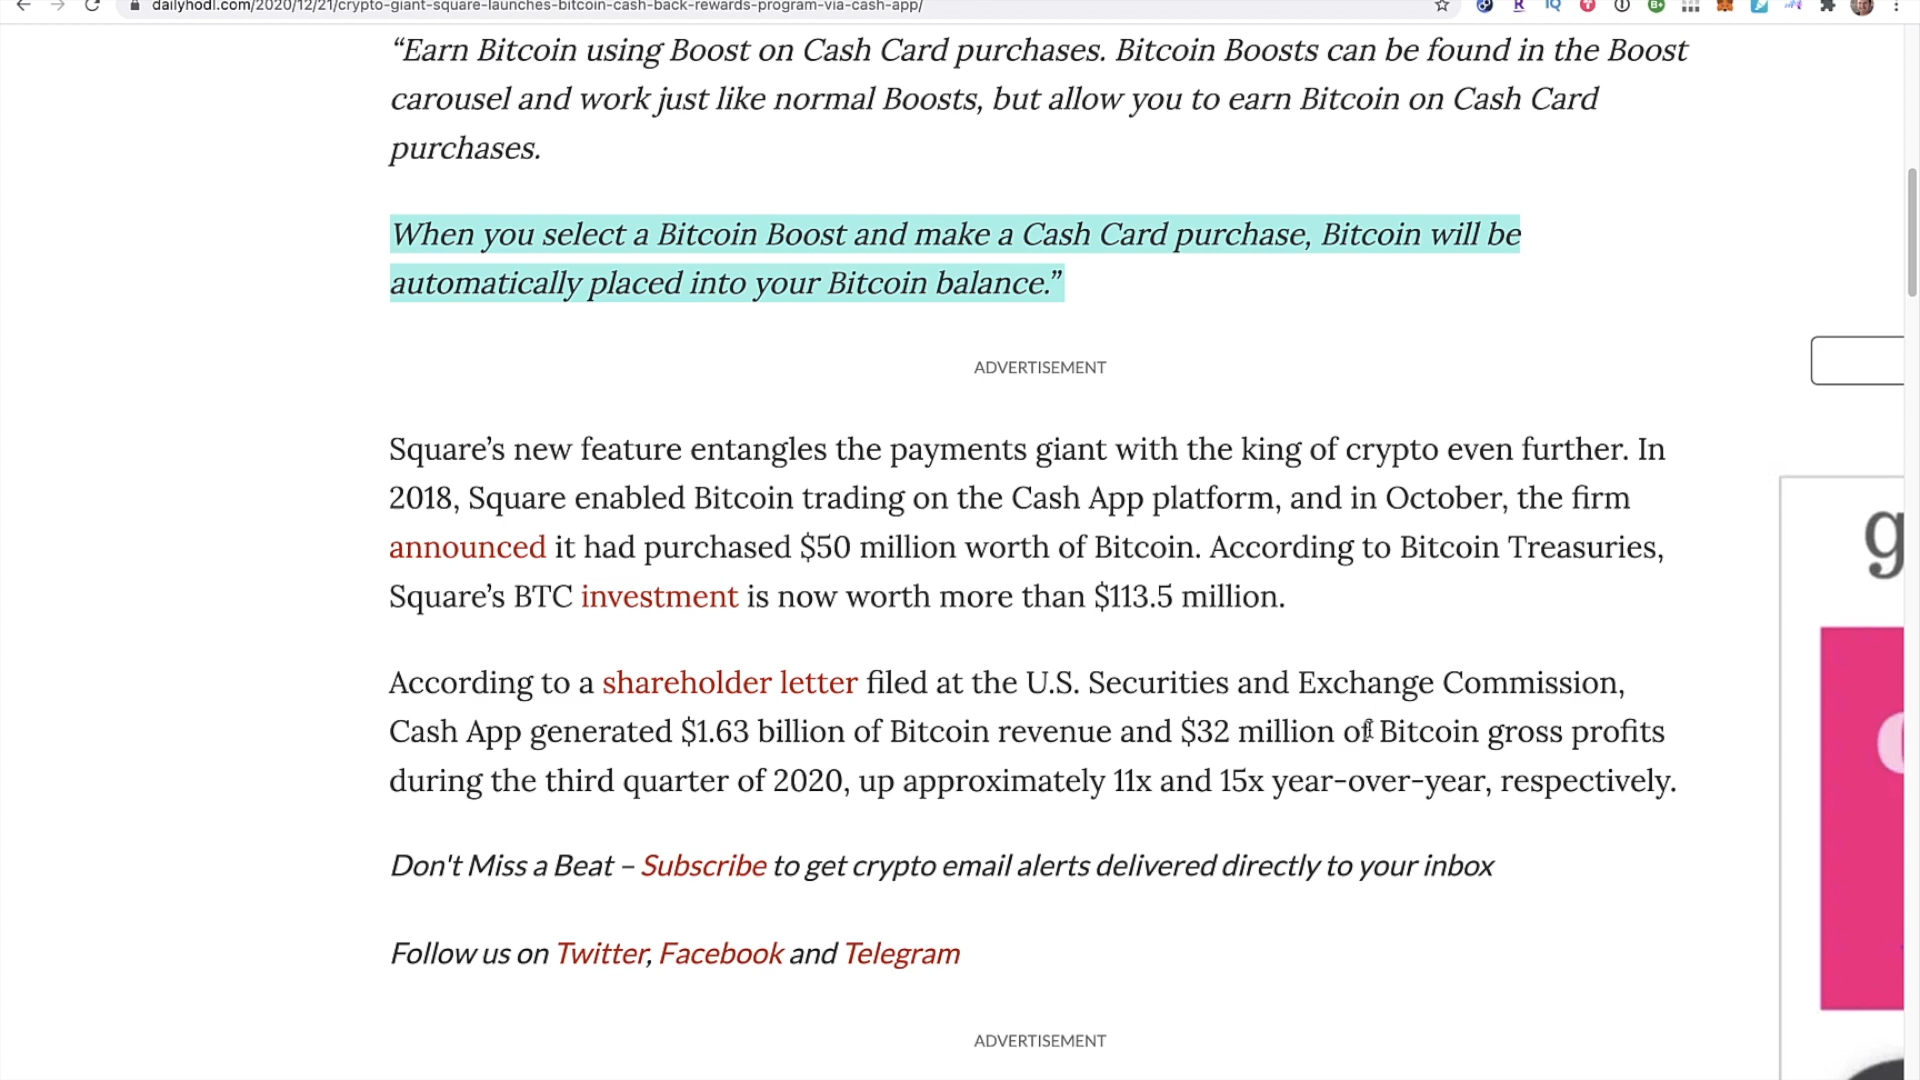 dailyhodl.com/2020/12/21/crypto-giant-square-launches-bitcoin-cash-back-rewards-program-via-cash-app/
“Earn Bitcoin using Boost on Cash Card purchases. Bitcoin Boosts can be found in the Boost
carousel and work just like normal Boosts, but allow you to earn Bitcoin on Cash Card
purchases.
When you select a Bitcoin Boost and make a Cash Card purchase, Bitcoin will be
automatically placed into your Bitcoin balance.”
ADVERTISEMENT
Square’s new feature entangles the payments giant with the king of crypto even further. In
2018, Square enabled Bitcoin trading on the Cash App platform, and in October, the firm
announced it had purchased $50 million worth of Bitcoin. According to Bitcoin Treasuries,
Square’s BTC investment is now worth more than $113.5 million.
According to a shareholder letter filed at the U.S. Securities and Exchange Commission,
Cash App generated $1.63 billion of Bitcoin revenue and $32 million of Bitcoin gross profits
during the third quarter of 2020, up approximately 11x and 15x year-over-year, respectively.
Don't Miss a Beat – Subscribe to get crypto email alerts delivered directly to your inbox
Follow us on Twitter, Facebook and Telegram
ADVERTISEMENT